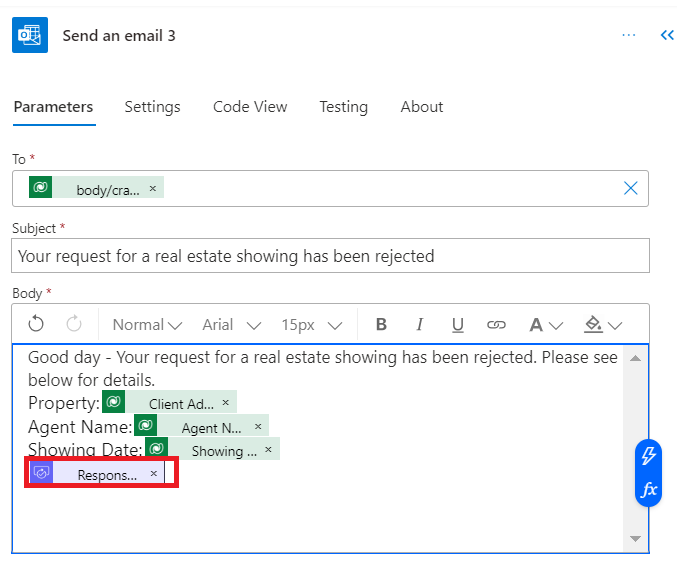 Send an email 3
Parameters Settings Code View Testing About
To *
body/cra... ×
Subject *
Your request for a real estate showing has been rejected
Body *
Normal Arial 15px B I U A
Good day - Your request for a real estate showing has been rejected. Please see
below for details.
Property: Client Ad... ×
Agent Name: Agent N... ×
Showing Date: Showing ... ×
Respons... ×
fx